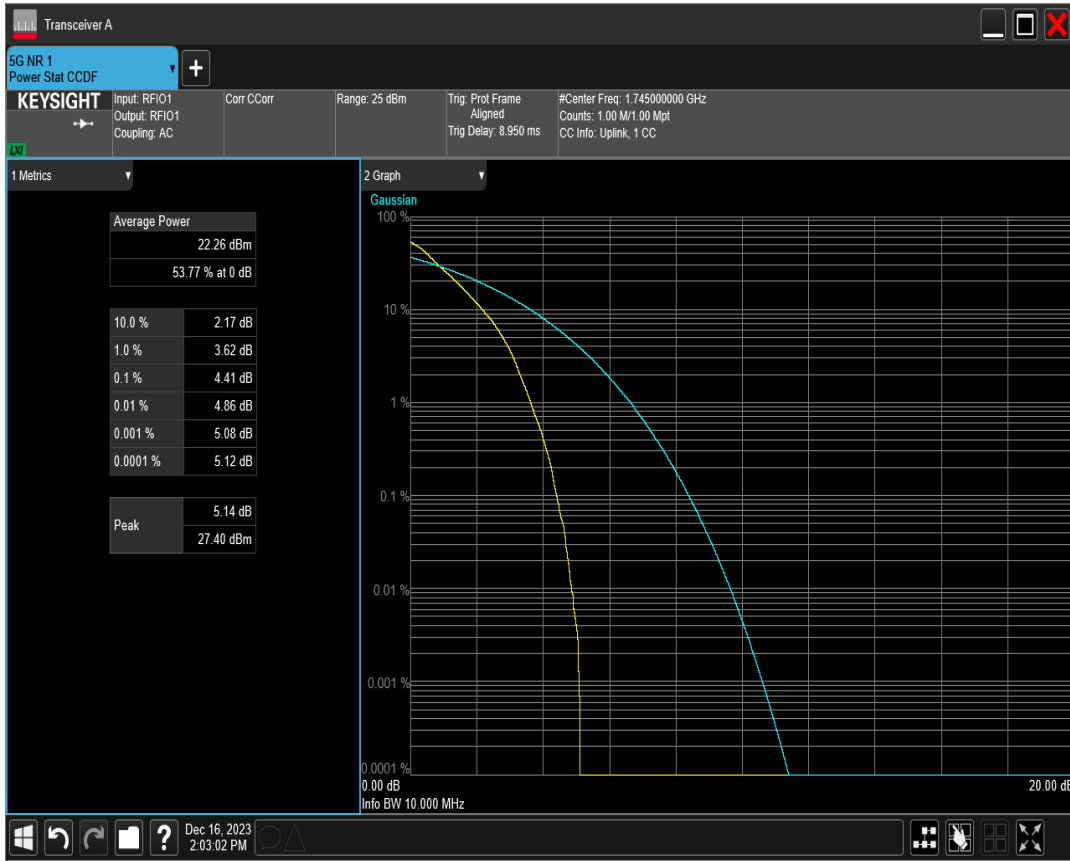 Transceiver A
5G NR 1
Power Stat CCDF
+
KEYSIGHT
LXI
Input: RFIO1
Output: RFIO1
Coupling: AC
Corr CCorr
Range: 25 dBm
Trig: Prot Frame
Aligned
Trig Delay: 8.950 ms
#Center Freq: 1.745000000 GHz
Counts: 1.00 M/1.00 Mpt
CC Info: Uplink, 1 CC
1 Metrics
Average Power
22.26 dBm
53.77 % at 0 dB
10.0 % 2.17 dB
1.0 % 3.62 dB
0.1 % 4.41 dB
0.01 % 4.86 dB
0.001 % 5.08 dB
0.0001 % 5.12 dB
Peak
5.14 dB
27.40 dBm
2 Graph
Gaussian
100 %
10 %
1 %
0.1 %
0.01 %
0.001 %
0.0001 %
0.00 dB
20.00 dB
Info BW 10.000 MHz
?
Dec 16, 2023
2:03:02 PM